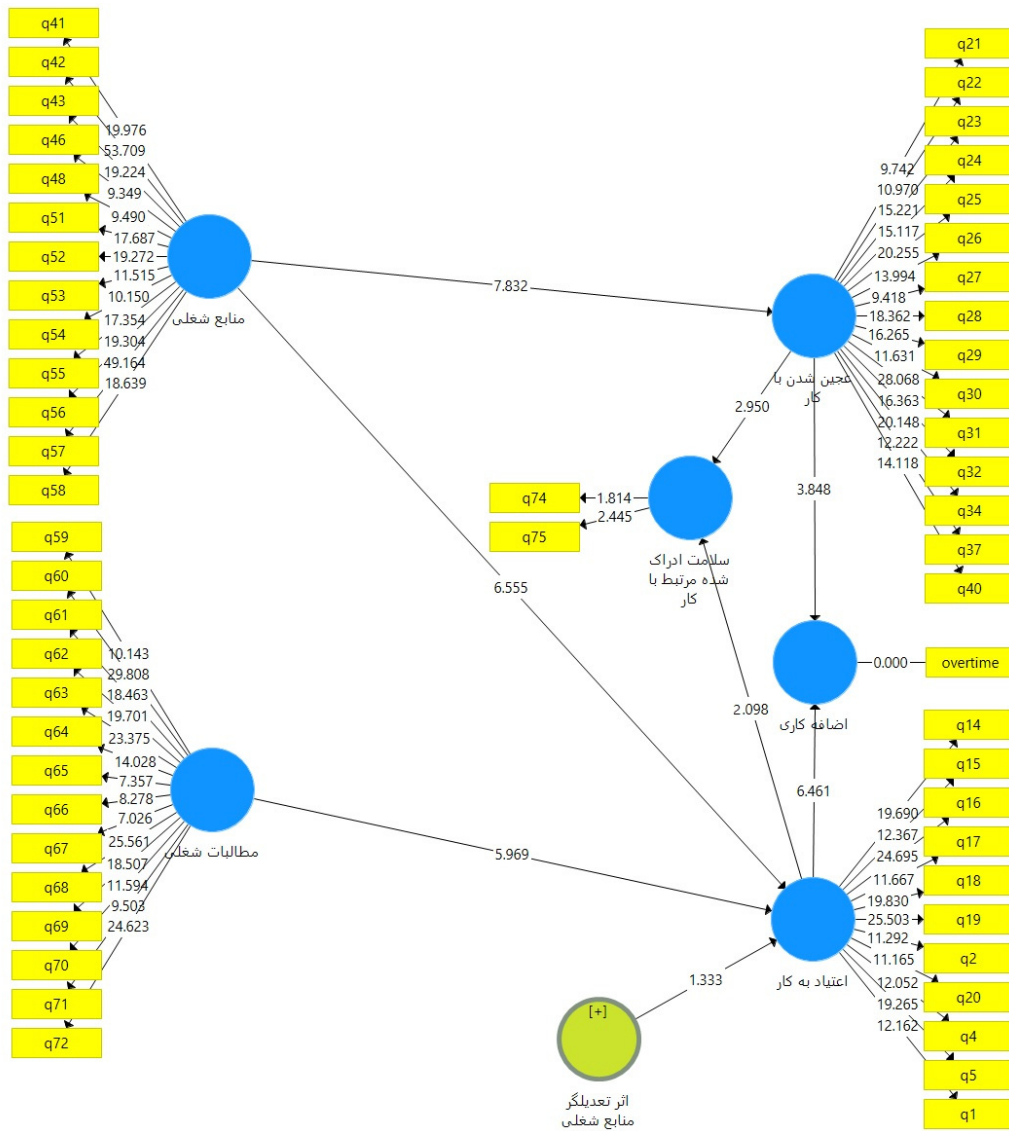 q41
q42
q43
q46
q48
q51
q52
q53
q54
q55
q56
q57
q58
19.976
53.709
19.224
9.349
9.490
17.687
19.272
11.515
10.150
17.354
19.304
49.164
18.639
منابع شغلی
7.832
6.555
q59
q60
q61
q62
q63
q64
q65
q66
q67
q68
q69
q70
q71
q72
10.143
29.808
18.463
19.701
23.375
14.028
7.357
8.278
7.026
25.561
18.507
11.594
9.503
24.623
مطالبات شغلی
5.969
q74
q75
1.814
2.445
سلامت ادراک
شده مرتبط با
کار
2.950
2.098
عجین شدن با
کار
3.848
9.742
10.970
15.221
15.117
20.255
13.994
9.418
18.362
16.265
11.631
28.068
16.363
20.148
12.222
14.118
q21
q22
q23
q24
q25
q26
q27
q28
q29
q30
q31
q32
q34
q37
q40
اضافه کاری
0.000
overtime
6.461
اعتیاد به کار
19.690
12.367
24.695
11.667
19.830
25.503
11.292
11.165
12.052
19.265
12.162
q14
q15
q16
q17
q18
q19
q2
q20
q4
q5
q1
1.333
[+]
اثر تعدیلگر
منابع شغلی